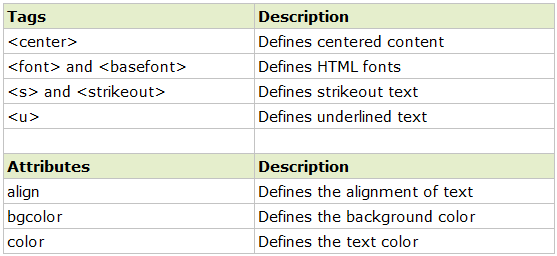 Tags Description
<center> Defines centered content
<font> and <basefont> Defines HTML fonts
<s> and <strikeout> Defines strikeout text
<u> Defines underlined text
Attributes Description
align Defines the alignment of text
bgcolor Defines the background color
color Defines the text color